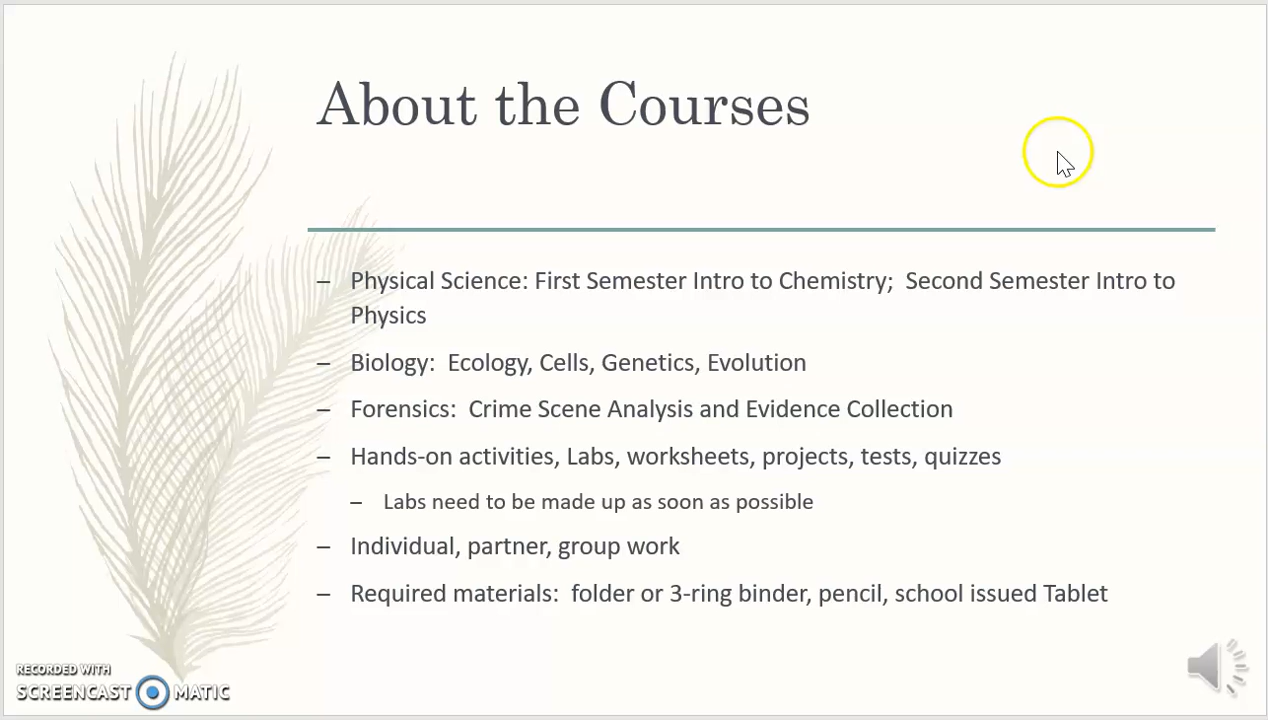 About the Courses
– Physical Science: First Semester Intro to Chemistry;  Second Semester Intro to
Physics
– Biology:  Ecology, Cells, Genetics, Evolution
– Forensics:  Crime Scene Analysis and Evidence Collection
– Hands-on activities, Labs, worksheets, projects, tests, quizzes
– Labs need to be made up as soon as possible
– Individual, partner, group work
– Required materials:  folder or 3-ring binder, pencil, school issued Tablet
RECORDED WITH
SCREENCAST MATIC